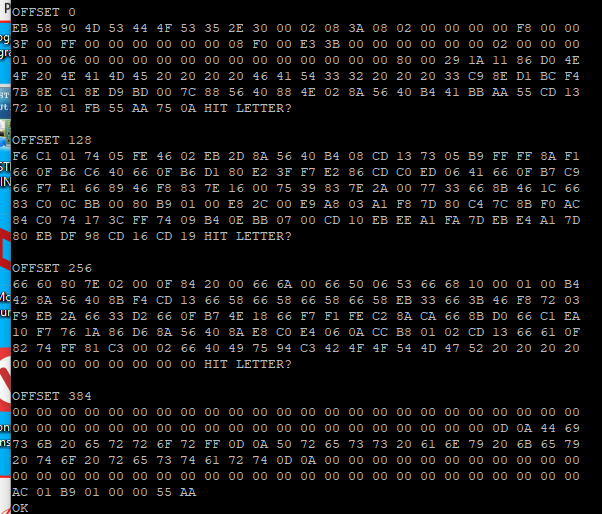 OFFSET 0
EB 58 90 4D 53 44 4F 53 35 2E 30 00 02 08 3A 08 02 00 00 00 00 F8 00 00
3F 00 FF 00 00 00 00 00 00 08 F0 00 E3 3B 00 00 00 00 00 00 02 00 00 00
01 00 06 00 00 00 00 00 00 00 00 00 00 00 00 00 80 00 29 1A 11 86 D0 4E
4F 20 4E 41 4D 45 20 20 20 20 46 41 54 33 32 20 20 20 33 C9 8E D1 BC F4
7B 8E C1 8E D9 BD 00 7C 88 56 40 88 4E 02 8A 56 40 B4 41 BB AA 55 CD 13
72 10 81 FB 55 AA 75 0A HIT LETTER?
OFFSET 128
F6 C1 01 74 05 FE 46 02 EB 2D 8A 56 40 B4 08 CD 13 73 05 B9 FF FF 8A F1
66 0F B6 C6 40 66 0F B6 D1 80 E2 3F F7 E2 86 CD C0 ED 06 41 66 0F B7 C9
66 F7 E1 66 89 46 F8 83 7E 16 00 75 39 83 7E 2A 00 77 33 66 8B 46 1C 66
83 C0 0C BB 00 80 B9 01 00 E8 2C 00 E9 A8 03 A1 F8 7D 80 C4 7C 8B F0 AC
84 C0 74 17 3C FF 74 09 B4 0E BB 07 00 CD 10 EB EE A1 FA 7D EB E4 A1 7D
80 EB DF 98 CD 16 CD 19 HIT LETTER?
OFFSET 256
66 60 80 7E 02 00 0F 84 20 00 66 6A 00 66 50 06 53 66 68 10 00 01 00 B4
42 8A 56 40 8B F4 CD 13 66 58 66 58 66 58 66 58 EB 33 66 3B 46 F8 72 03
F9 EB 2A 66 33 D2 66 0F B7 4E 18 66 F7 F1 FE C2 8A CA 66 8B D0 66 C1 EA
10 F7 76 1A 86 D6 8A 56 40 8A E8 C0 E4 06 0A CC B8 01 02 CD 13 66 61 0F
82 74 FF 81 C3 00 02 66 40 49 75 94 C3 42 4F 4F 54 4D 47 52 20 20 20 20
00 00 00 00 00 00 00 00 HIT LETTER?
OFFSET 384
00 00 00 00 00 00 00 00 00 00 00 00 00 00 00 00 00 00 00 00 00 00 00 00
00 00 00 00 00 00 00 00 00 00 00 00 00 00 00 00 00 00 00 00 0D 0A 44 69
73 6B 20 65 72 72 6F 72 FF 0D 0A 50 72 65 73 73 20 61 6E 79 20 6B 65 79
20 74 6F 20 72 65 73 74 61 72 74 0D 0A 00 00 00 00 00 00 00 00 00 00 00
00 00 00 00 00 00 00 00 00 00 00 00 00 00 00 00 00 00 00 00 00 00 00 00
AC 01 B9 01 00 00 55 AA
OK